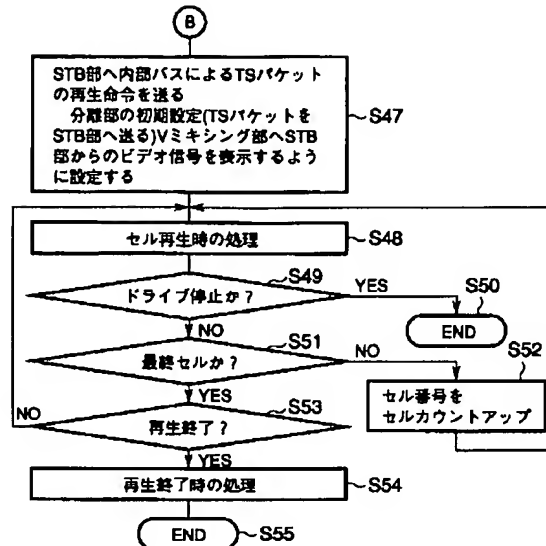 B
STB部へ内部バスによるTSパケット
の再生命令を送る
分離部の初期設定(TSパケットを
STB部へ送る)Vミキシング部へSTB
部からのビデオ信号を表示するよう
に設定する
S47
セル再生時の処理
S48
S49
ドライブ停止か?
YES
S50
END
NO
S51
最終セルか?
NO
S52
セル番号を
セルカウントアップ
YES
S53
NO
再生終了?
YES
再生終了時の処理
S54
END
S55